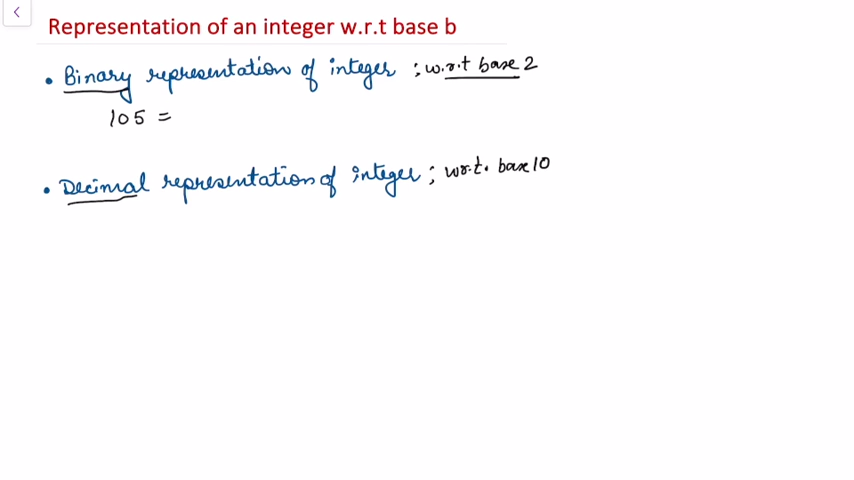 Representation of an integer w.r.t base b
• Binary representation of integer ; w.r.t base 2
105 =
• Decimal representation of integer ; w.r.t. base 10